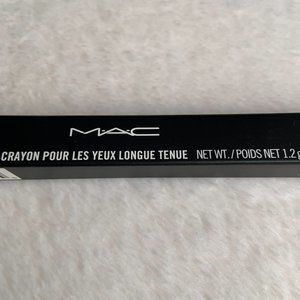 M·A·C
CRAYON POUR LES YEUX LONGUE TENUE NET WT. / POIDS NET 1.2